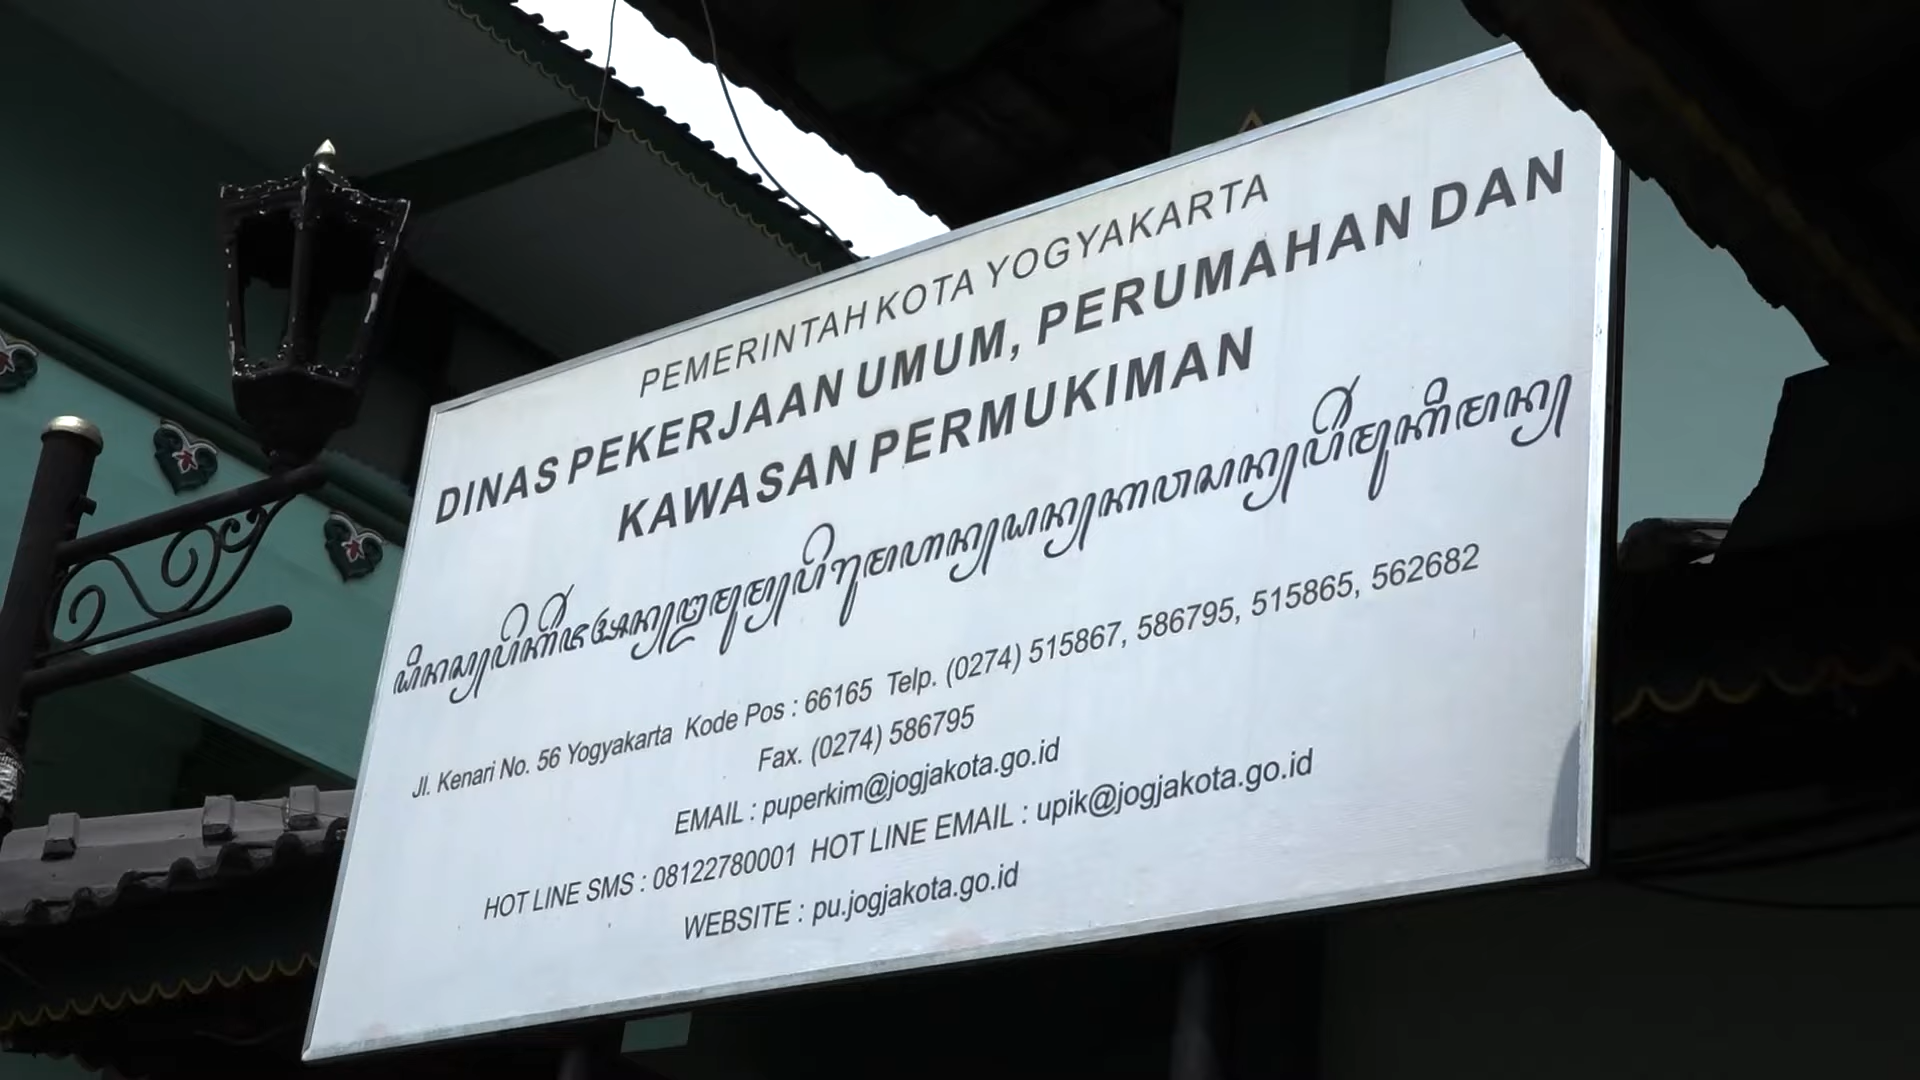 PEMERINTAH KOTA YOGYAKARTA
DINAS PEKERJAAN UMUM, PERUMAHAN DAN
KAWASAN PERMUKIMAN
Jl. Kenari No. 56 Yogyakarta Kode Pos : 66165 Telp. (0274) 515867, 586795, 515865, 562682
Fax. (0274) 586795
EMAIL : puperkim@jogjakota.go.id
HOT LINE SMS : 08122780001 HOT LINE EMAIL : upik@jogjakota.go.id
WEBSITE : pu.jogjakota.go.id